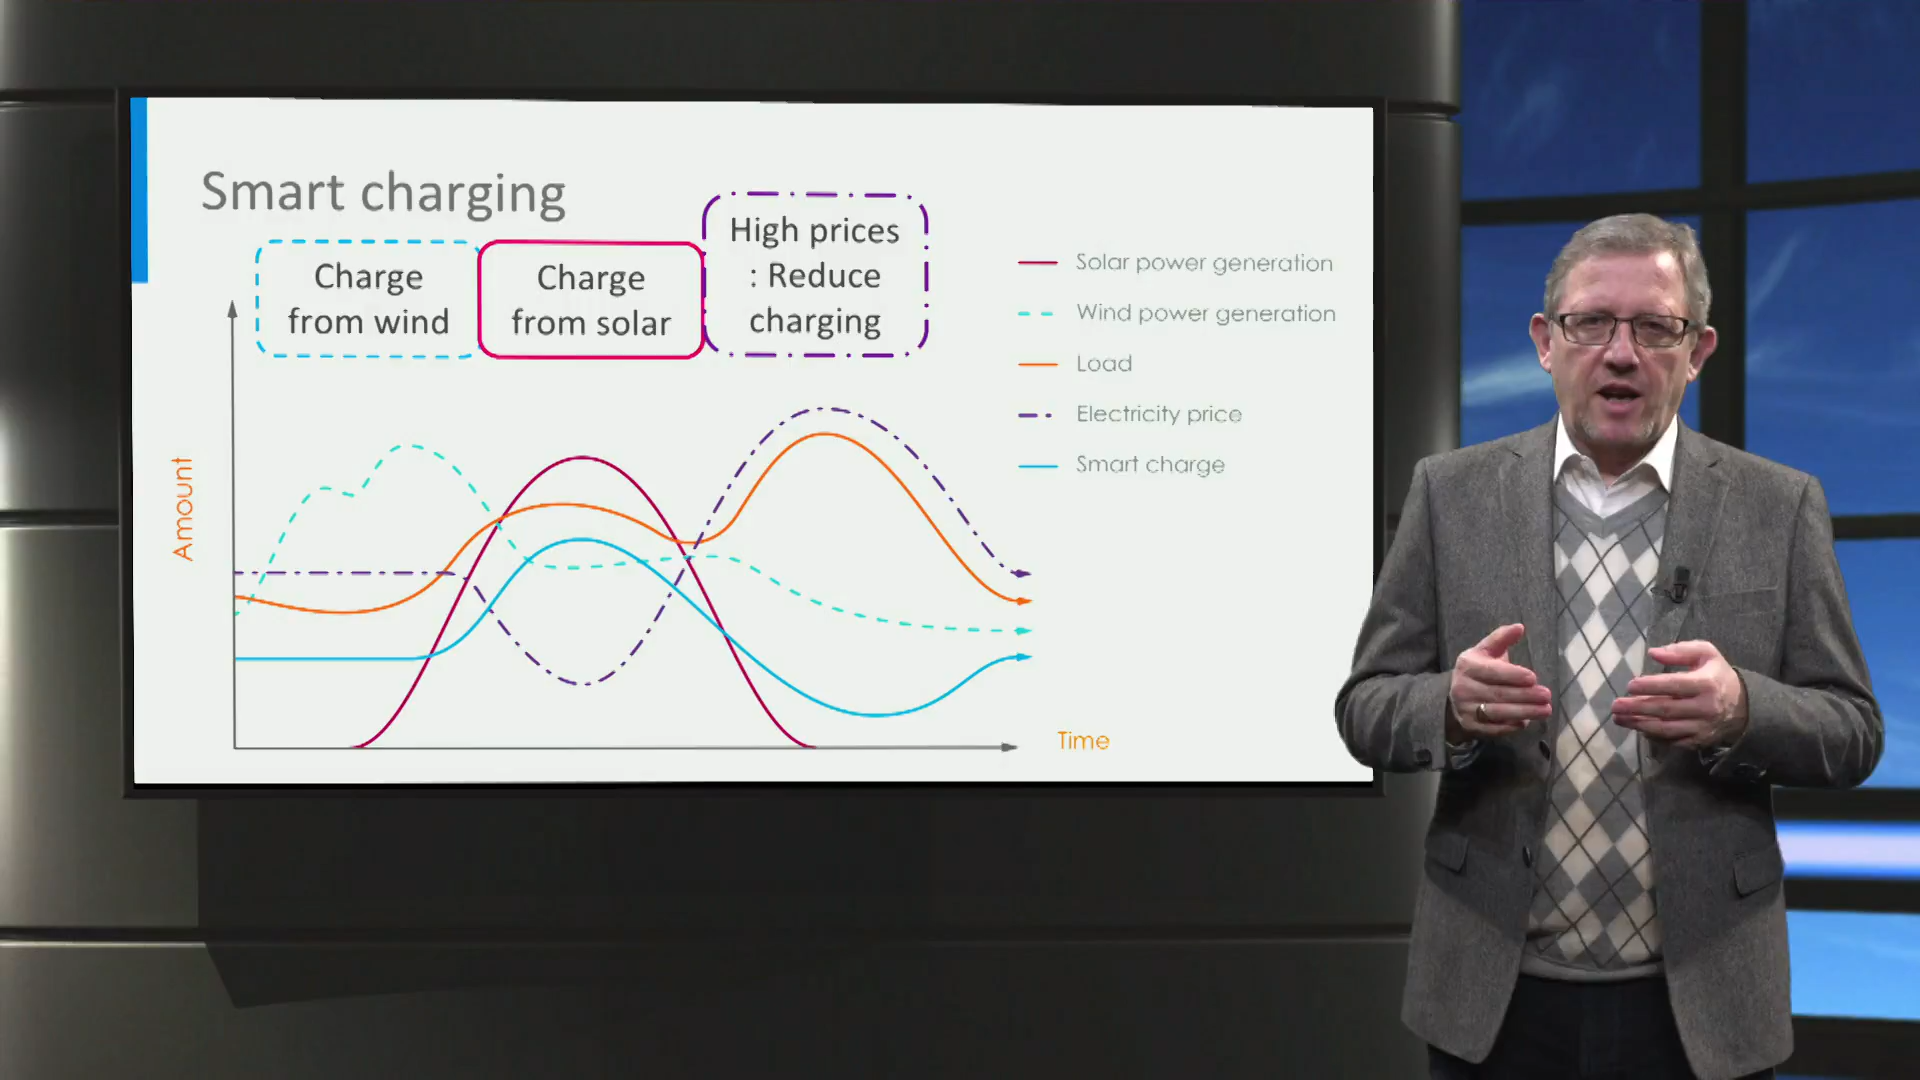 Smart charging
Charge
from wind
Charge
from solar
High prices
: Reduce
charging
Solar power generation
Wind power generation
Load
Electricity price
Smart charge
Amount
Time